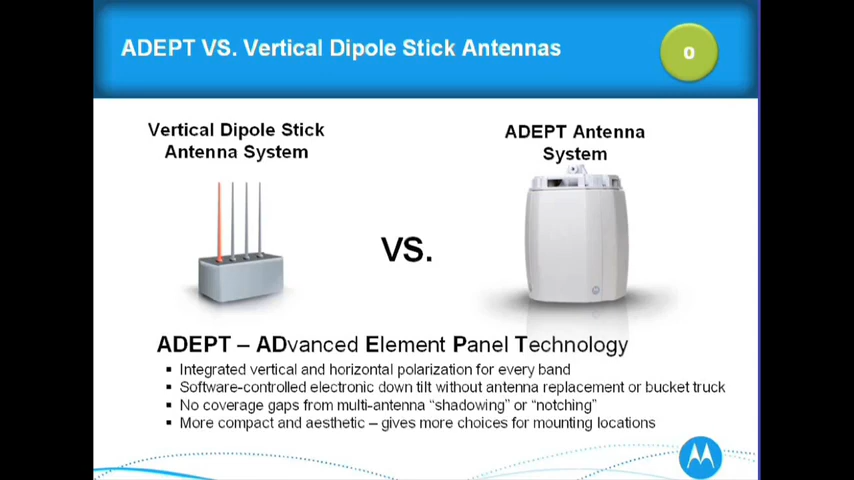 ADEPT VS. Vertical Dipole Stick Antennas
0
Vertical Dipole Stick
Antenna System
ADEPT Antenna
System
VS.
ADEPT – ADvanced Element Panel Technology
▪ Integrated vertical and horizontal polarization for every band
▪ Software-controlled electronic down tilt without antenna replacement or bucket truck
▪ No coverage gaps from multi-antenna “shadowing” or “notching”
▪ More compact and aesthetic – gives more choices for mounting locations